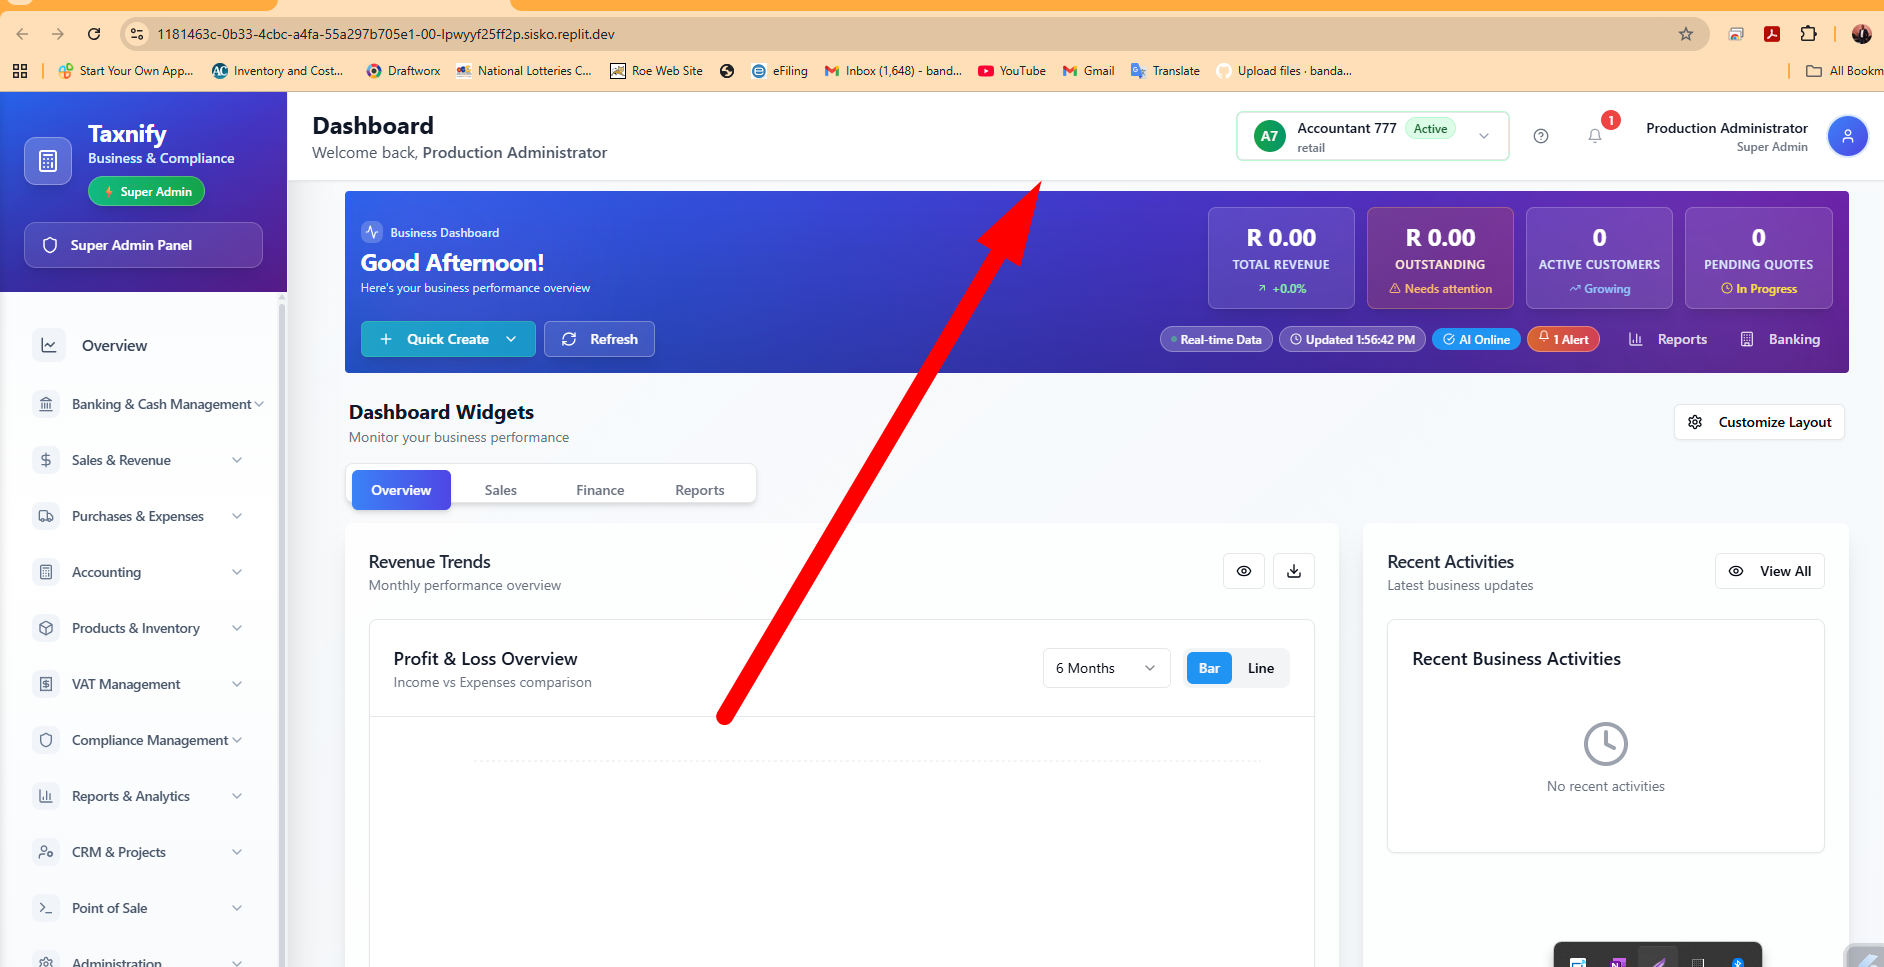 1181463c-0b33-4cbc-a4fa-55a297b705e1-00-lpwyyf25ff2p.sisko.replit.dev
Start Your Own App...
Inventory and Cost...
Draftworx
National Lotteries C...
Roe Web Site
eFiling
Inbox (1,648) - band...
YouTube
Gmail
Translate
Upload files · banda...
All Bookm
Taxnify
Business & Compliance
Super Admin
Super Admin Panel
Overview
Banking & Cash Management
Sales & Revenue
Purchases & Expenses
Accounting
Products & Inventory
VAT Management
Compliance Management
Reports & Analytics
CRM & Projects
Point of Sale
Administration
Dashboard
Welcome back, Production Administrator
A7
Accountant 777
Active
retail
1
Production Administrator
Super Admin
Business Dashboard
Good Afternoon!
Here's your business performance overview
Quick Create
Refresh
R 0.00
TOTAL REVENUE
+0.0%
R 0.00
OUTSTANDING
Needs attention
0
ACTIVE CUSTOMERS
Growing
0
PENDING QUOTES
In Progress
Real-time Data
Updated 1:56:42 PM
AI Online
1 Alert
Reports
Banking
Dashboard Widgets
Monitor your business performance
Customize Layout
Overview
Sales
Finance
Reports
Revenue Trends
Monthly performance overview
Profit & Loss Overview
Income vs Expenses comparison
6 Months
Bar
Line
Recent Activities
Latest business updates
View All
Recent Business Activities
No recent activities